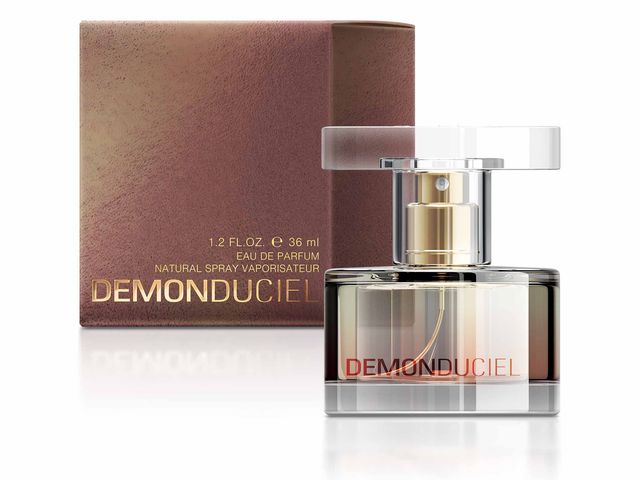 1.2 FL.OZ. ℮ 36 ml
EAU DE PARFUM
NATURAL SPRAY VAPORISATEUR
DEMONDUCIEL
DEMONDUCIEL